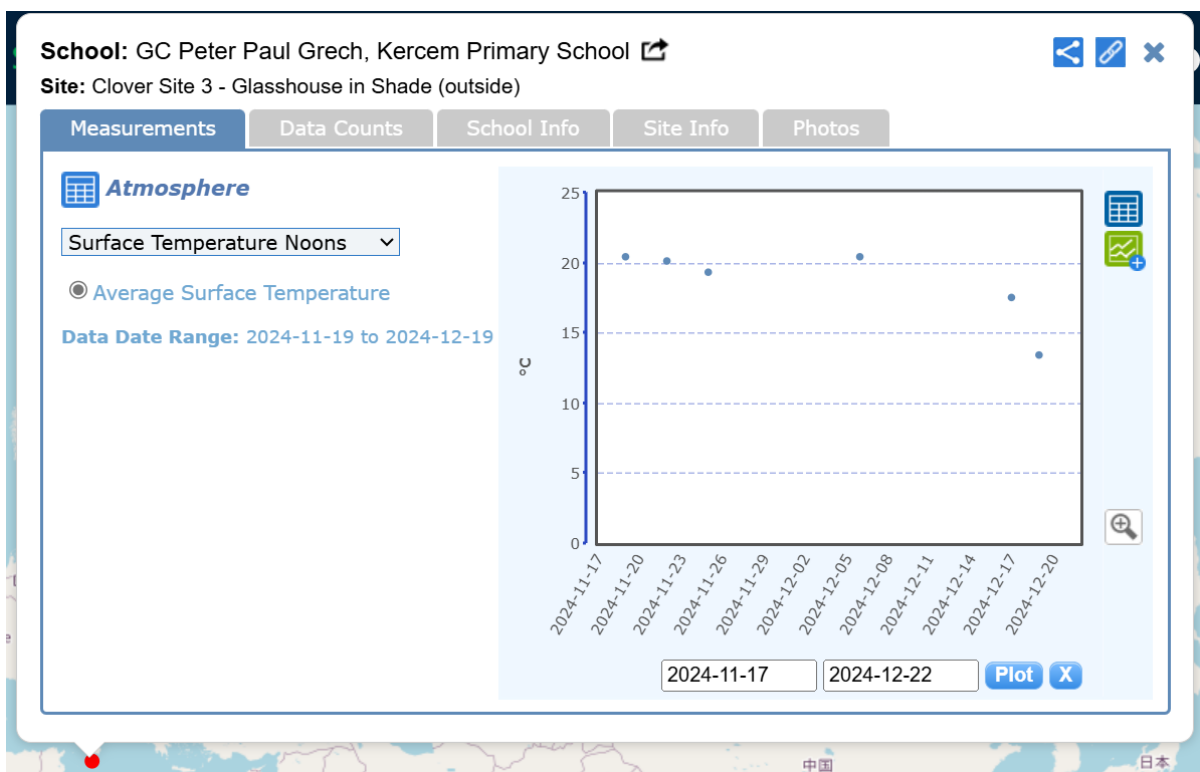 School: GC Peter Paul Grech, Kercem Primary School
Site: Clover Site 3 - Glasshouse in Shade (outside)
Measurements Data Counts School Info Site Info Photos
Atmosphere
Surface Temperature Noons
Average Surface Temperature
Data Date Range: 2024-11-19 to 2024-12-19
°C
25
20
15
10
5
0
2024-11-17
2024-11-20
2024-11-23
2024-11-26
2024-11-29
2024-12-02
2024-12-05
2024-12-08
2024-12-11
2024-12-14
2024-12-17
2024-12-20
2024-11-17 2024-12-22 Plot X
中国
日本